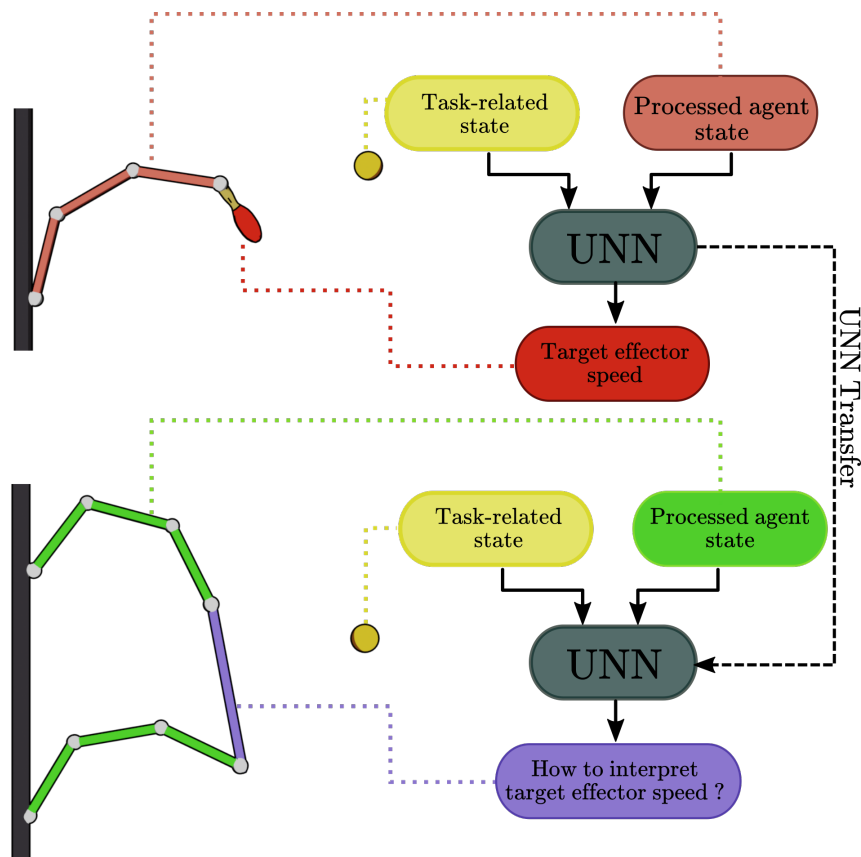 Task-related
state
Processed agent
state
UNN
Target effector
speed
UNN Transfer
Task-related
state
Processed agent
state
UNN
How to interpret
target effector speed ?